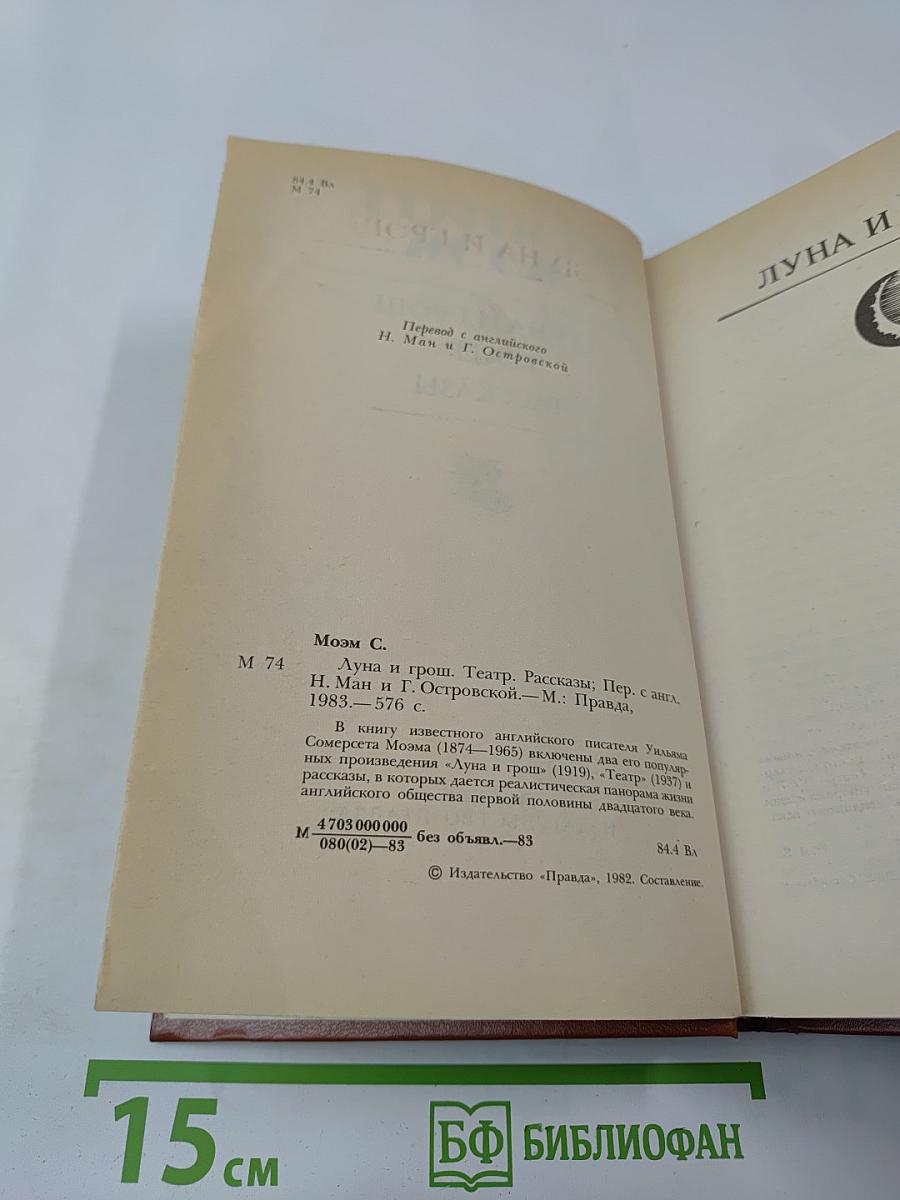 84.4 Вл
М 74
Перевод с английского
Н. Ман и Г. Островской
Моэм С.
М 74 Луна и грош. Театр. Рассказы; Пер. с англ.
Н. Ман и Г. Островской.— М.: Правда,
1983.— 576 с.
В книгу известного английского писателя Уильяма
Сомерсета Моэма (1874—1965) включены два его популяр-
ных произведения «Луна и грош» (1919), «Театр» (1937) и
рассказы, в которых дается реалистическая панорама жизни
английского общества первой половины двадцатого века.
М 4703000000
080(02)—83 без объявл.—83
84.4 Вл
© Издательство «Правда», 1982. Составление.
ЛУНА И
15 см
БФ БИБЛИОФАН